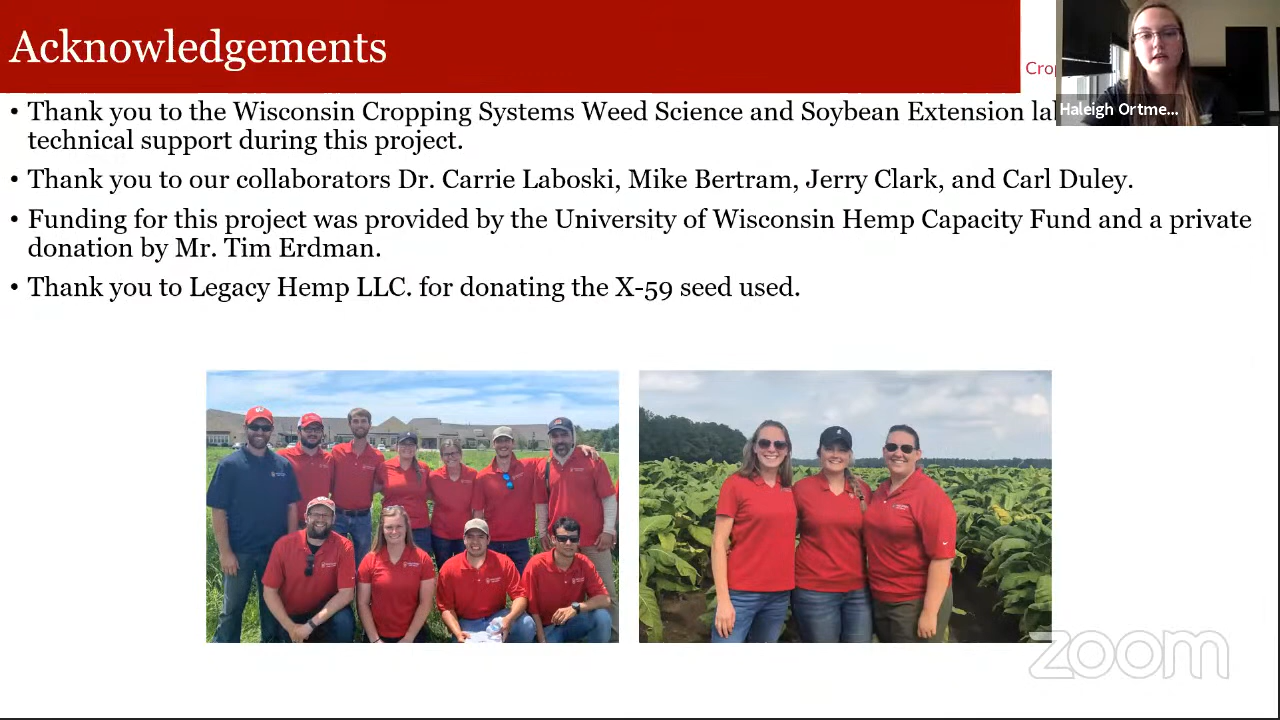 Acknowledgements
Crop
Haleigh Ortme...
• Thank you to the Wisconsin Cropping Systems Weed Science and Soybean Extension
technical support during this project.
• Thank you to our collaborators Dr. Carrie Laboski, Mike Bertram, Jerry Clark, and Carl Duley.
• Funding for this project was provided by the University of Wisconsin Hemp Capacity Fund and a private
donation by Mr. Tim Erdman.
• Thank you to Legacy Hemp LLC. for donating the X-59 seed used.
zoom